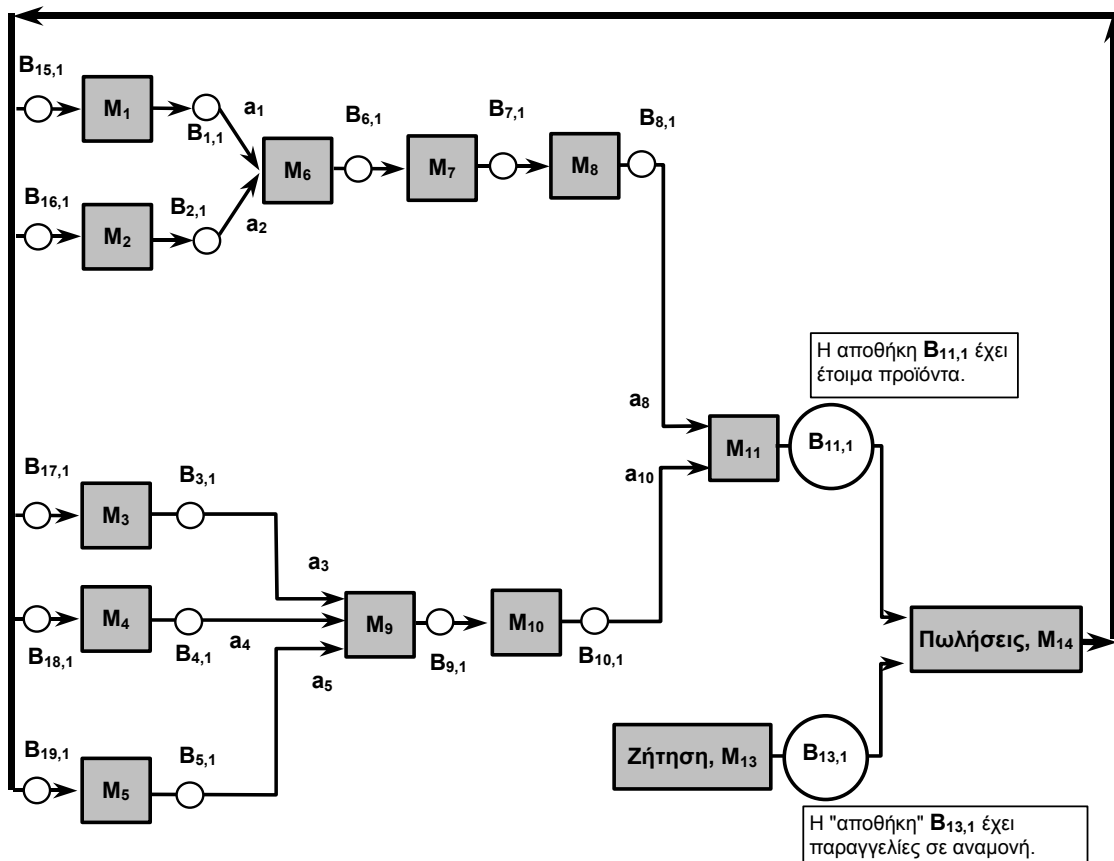 B15,1
M1
a1
B1,1
B6,1
B7,1
B8,1
M6
M7
M8
B16,1
M2
B2,1
a2
Η αποθήκη B11,1 έχει
έτοιμα προϊόντα.
a8
M11
B11,1
a10
B17,1
M3
B3,1
a3
B18,1
M4
B4,1
a4
a5
M9
B9,1
M10
B10,1
Πωλήσεις, M14
B19,1
M5
B5,1
Ζήτηση, M13
B13,1
Η "αποθήκη" B13,1 έχει
παραγγελίες σε αναμονή.